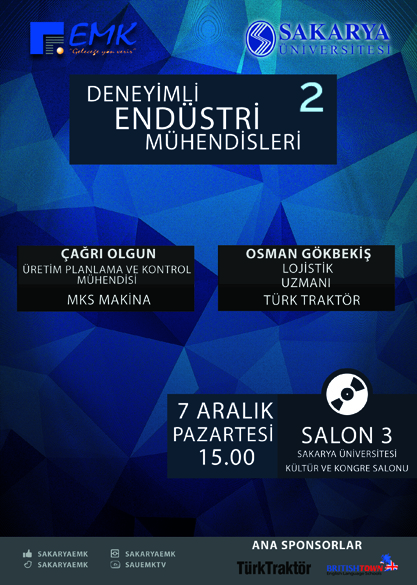 EMK
"Geleceğe yön verir"
SAKARYA
ÜNİVERSİTESİ
DENEYİMLİ 2
ENDÜSTRİ
MÜHENDİSLERİ
ÇAĞRI OLGUN
ÜRETİM PLANLAMA VE KONTROL
MÜHENDİSİ
MKS MAKİNA
OSMAN GÖKBEKİŞ
LOJİSTİK
UZMANI
TÜRK TRAKTÖR
7 ARALIK
PAZARTESİ
15.00
SALON 3
SAKARYA ÜNİVERSİTESİ
KÜLTÜR VE KONGRE SALONU
SAKARYAEMK
SAKARYAEMK
SAKARYAEMK
SAUEMKTV
ANA SPONSORLAR
TürkTraktör
BRITISHTOWN